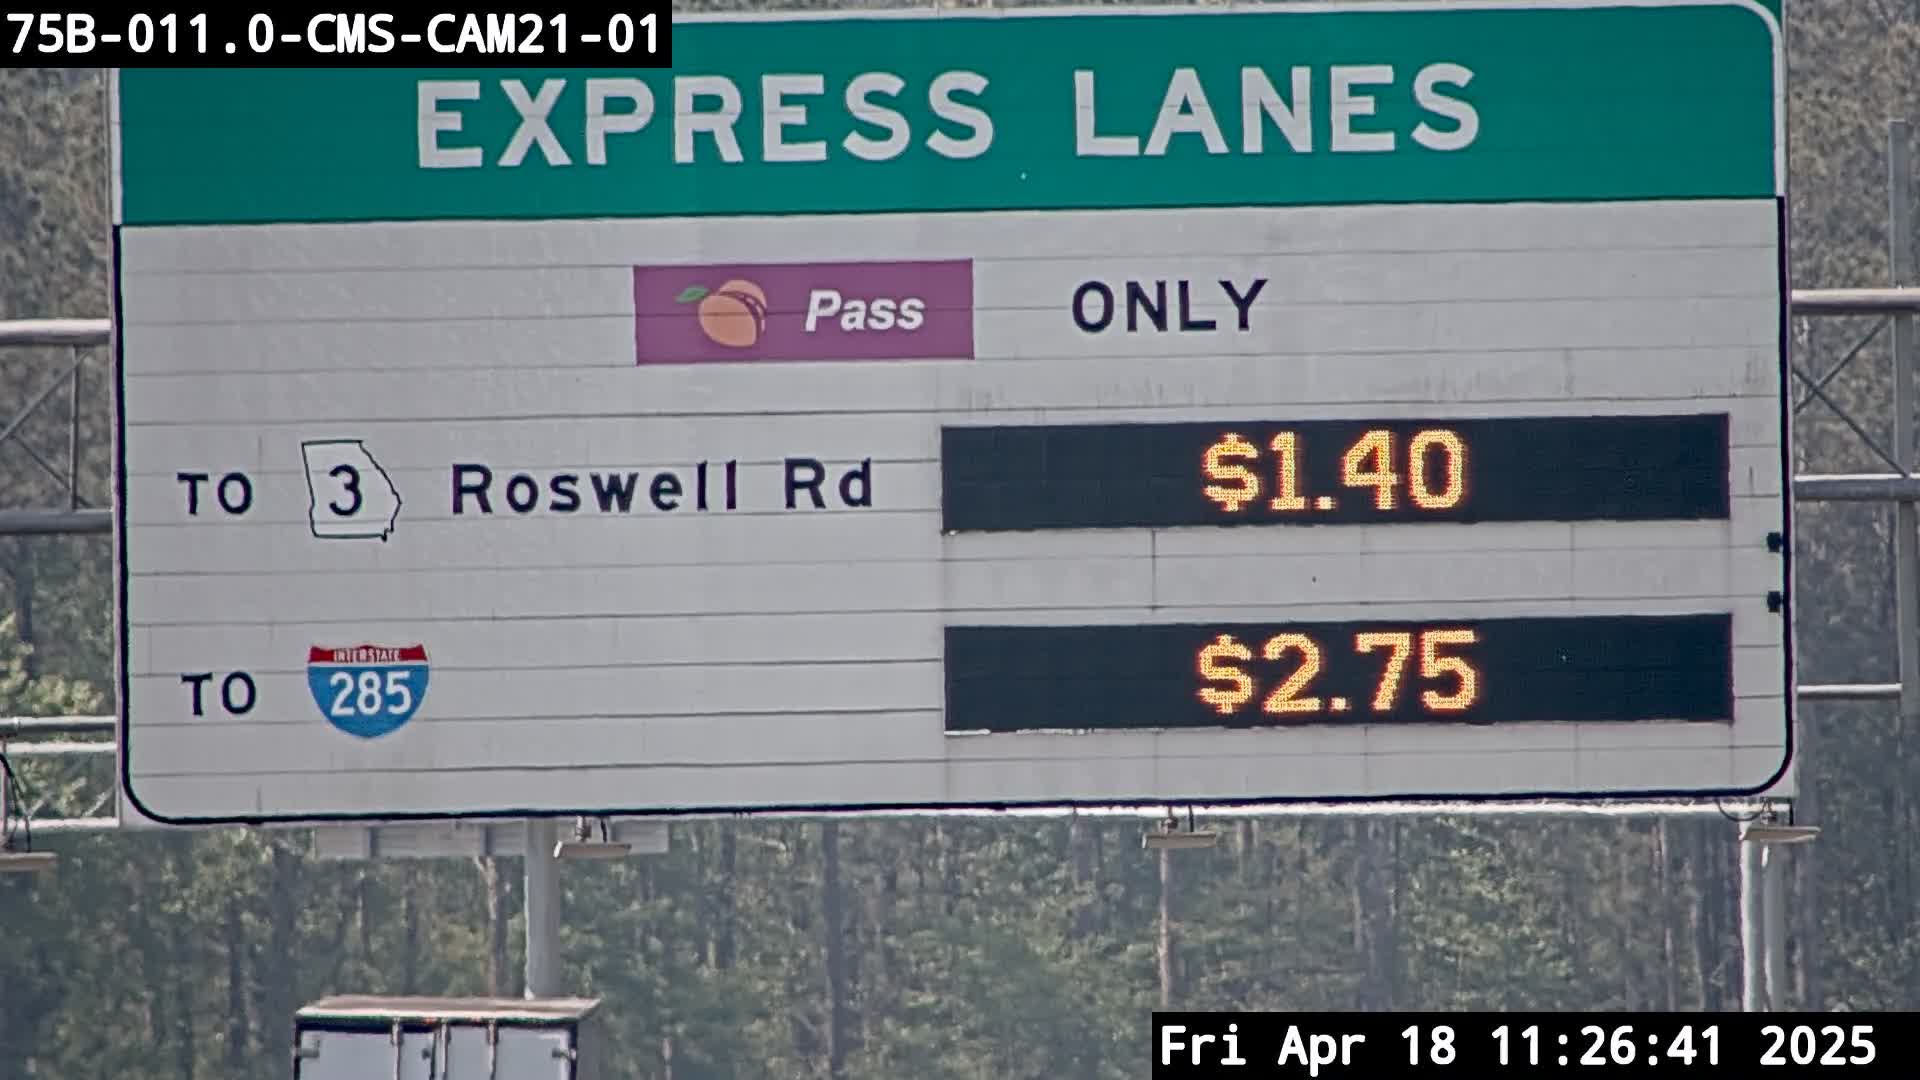 75B-011.0-CMS-CAM21-01
EXPRESS LANES
Pass ONLY
TO 3 Roswell Rd $1.40
INTERSTATE
TO 285 $2.75
Fri Apr 18 11:26:41 2025